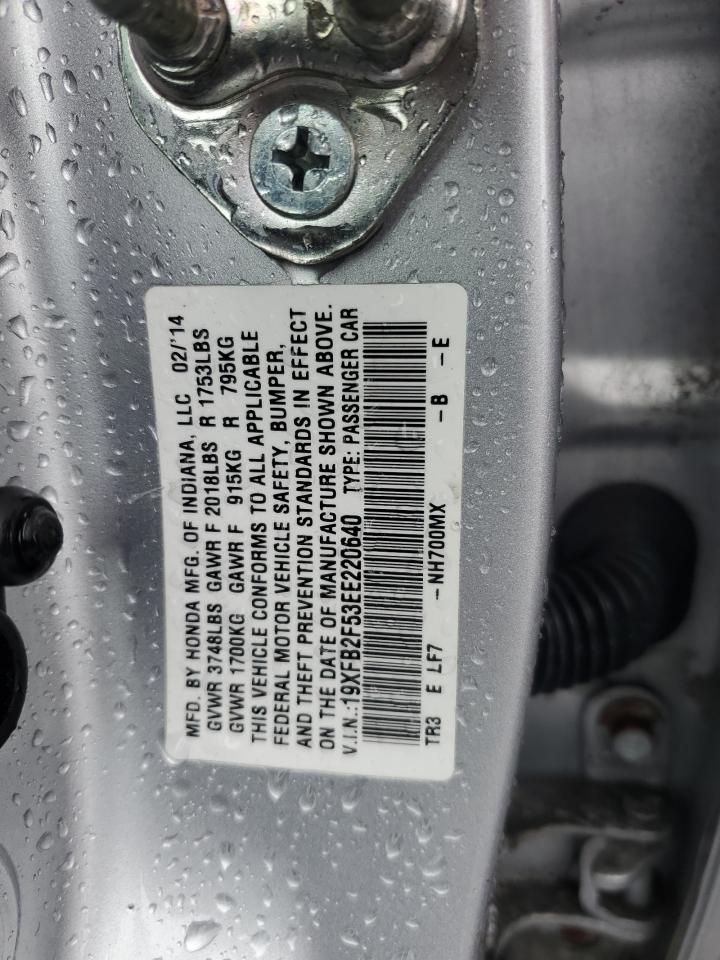 MFD. BY HONDA MFG. OF INDIANA, LLC 02/'14
GVWR 3748LBS GAWR F 2018LBS R 1753LBS
GVWR 1700KG GAWR F 915KG R 795KG
THIS VEHICLE CONFORMS TO ALL APPLICABLE
FEDERAL MOTOR VEHICLE SAFETY, BUMPER,
AND THEFT PREVENTION STANDARDS IN EFFECT
ON THE DATE OF MANUFACTURE SHOWN ABOVE.
V.I.N.:19XFB2F53EE220640 TYPE: PASSENGER CAR
TR3 E LF7 -NH700MX -B -E